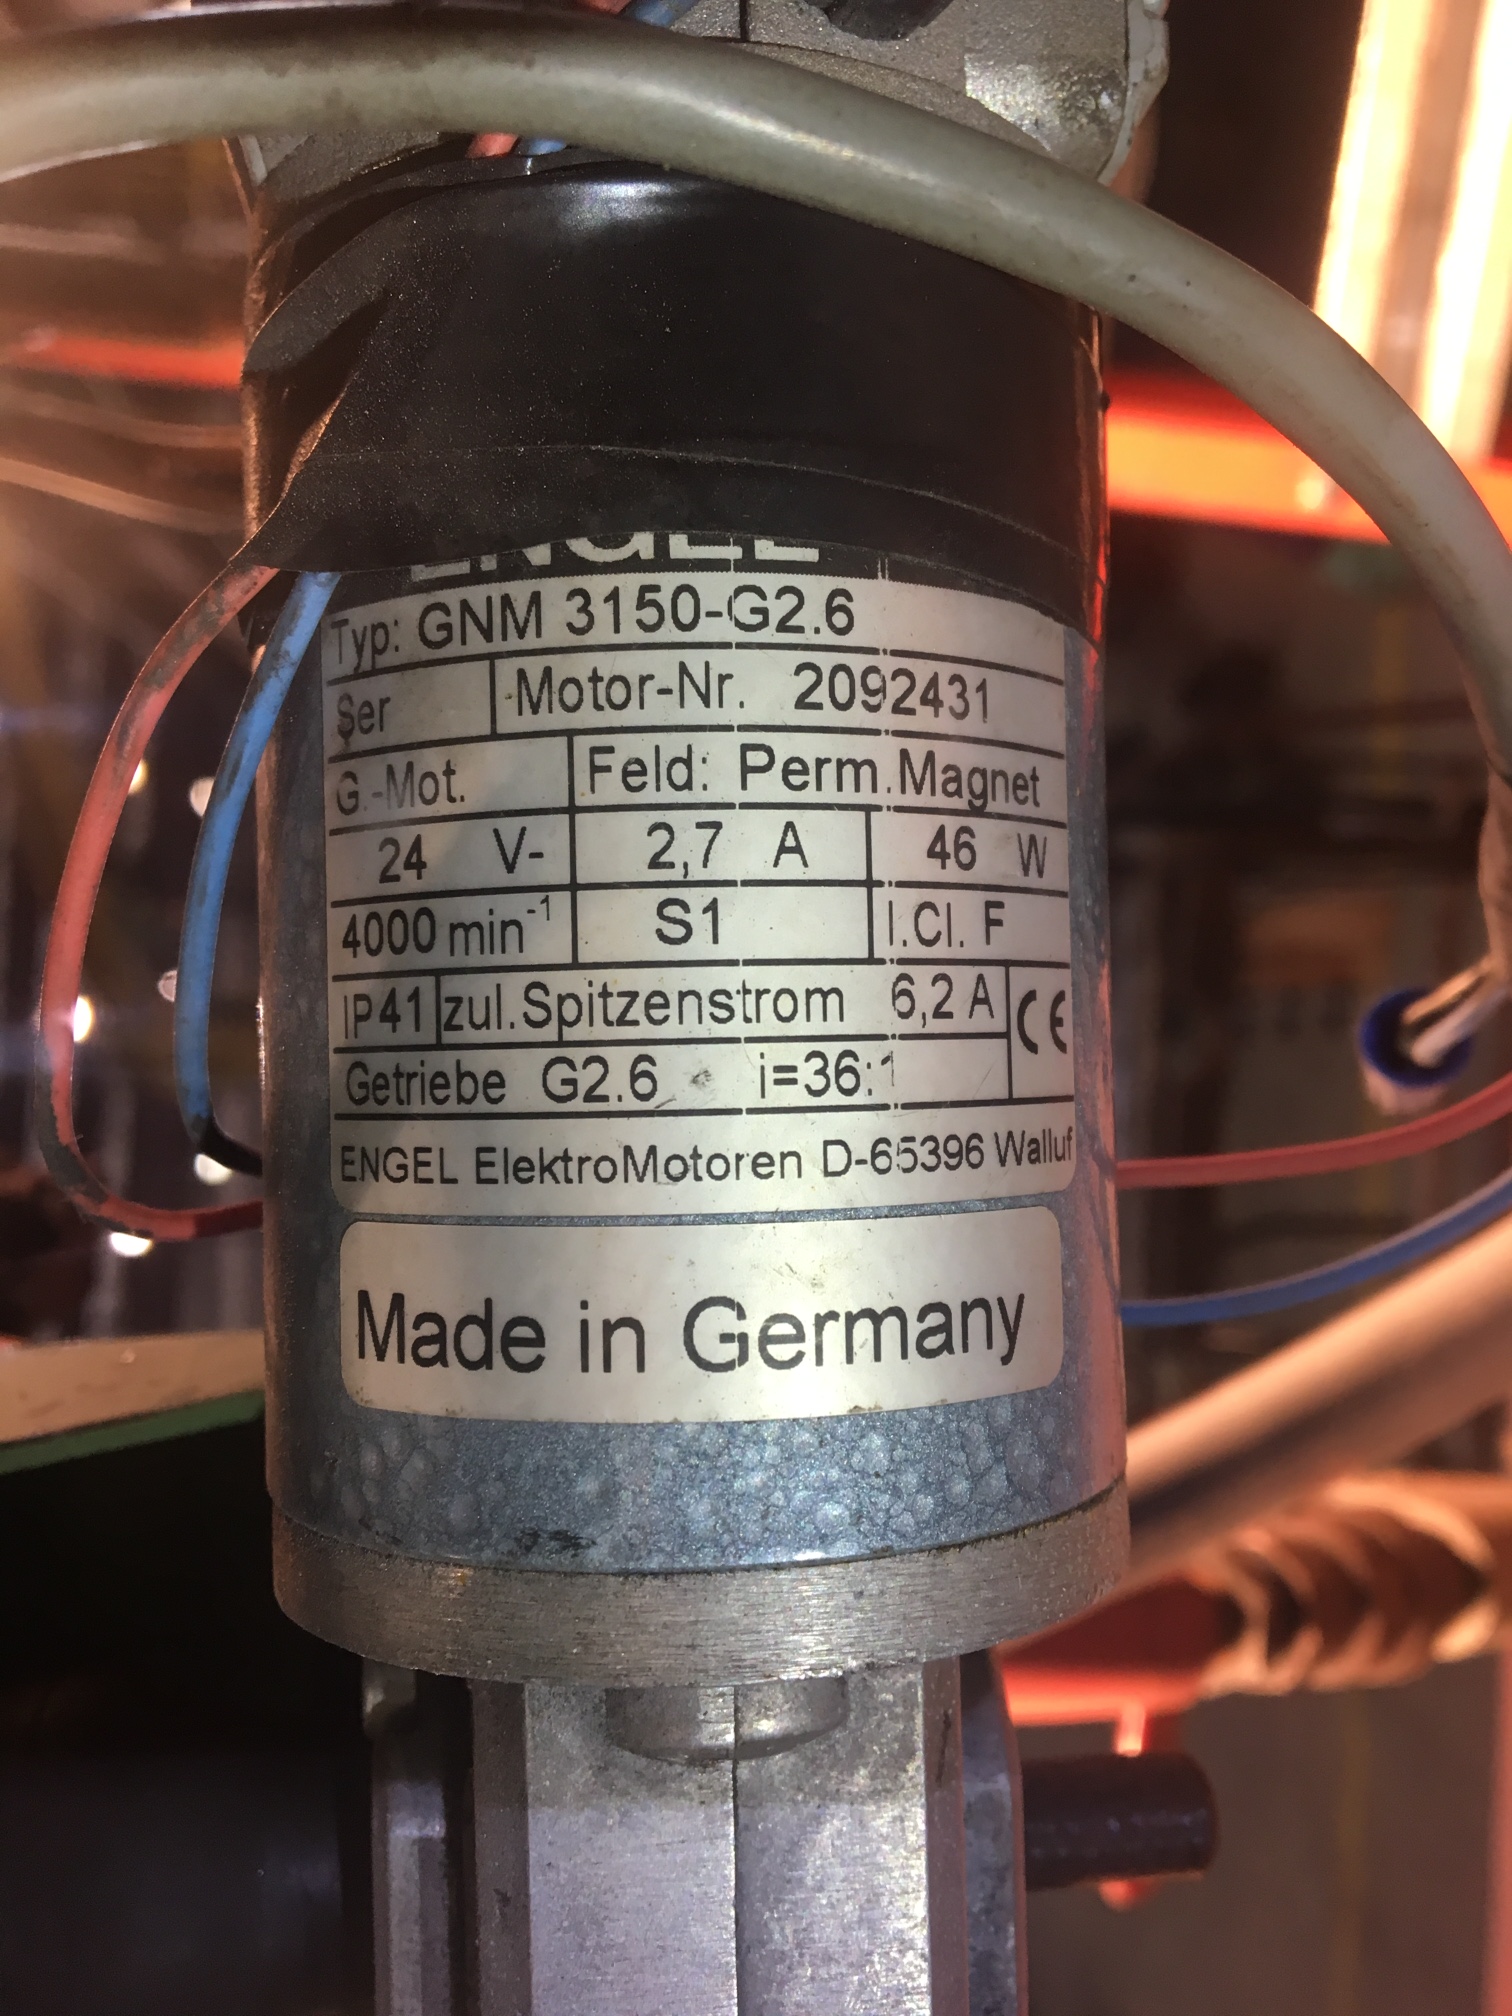 ENGEL
Typ: GNM 3150-G2.6
Ser Motor-Nr. 2092431
G.-Mot. Feld: Perm.Magnet
24 V- 2,7 A 46 W
4000 min⁻¹ S1 I.Cl. F
IP41 zul.Spitzenstrom 6,2 A CE
Getriebe G2.6 i=36:1
ENGEL ElektroMotoren D-65396 Walluf
Made in Germany